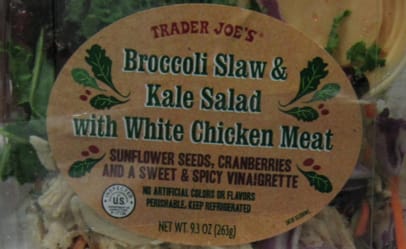 TRADER JOE'S®
Broccoli Slaw &
Kale Salad
with White Chicken Meat
SUNFLOWER SEEDS, CRANBERRIES
AND A SWEET & SPICY VINAIGRETTE
NO ARTIFICIAL COLORS OR FLAVORS
PERISHABLE, KEEP REFRIGERATED
U.S.
NET WT. 9.3 OZ (263g)